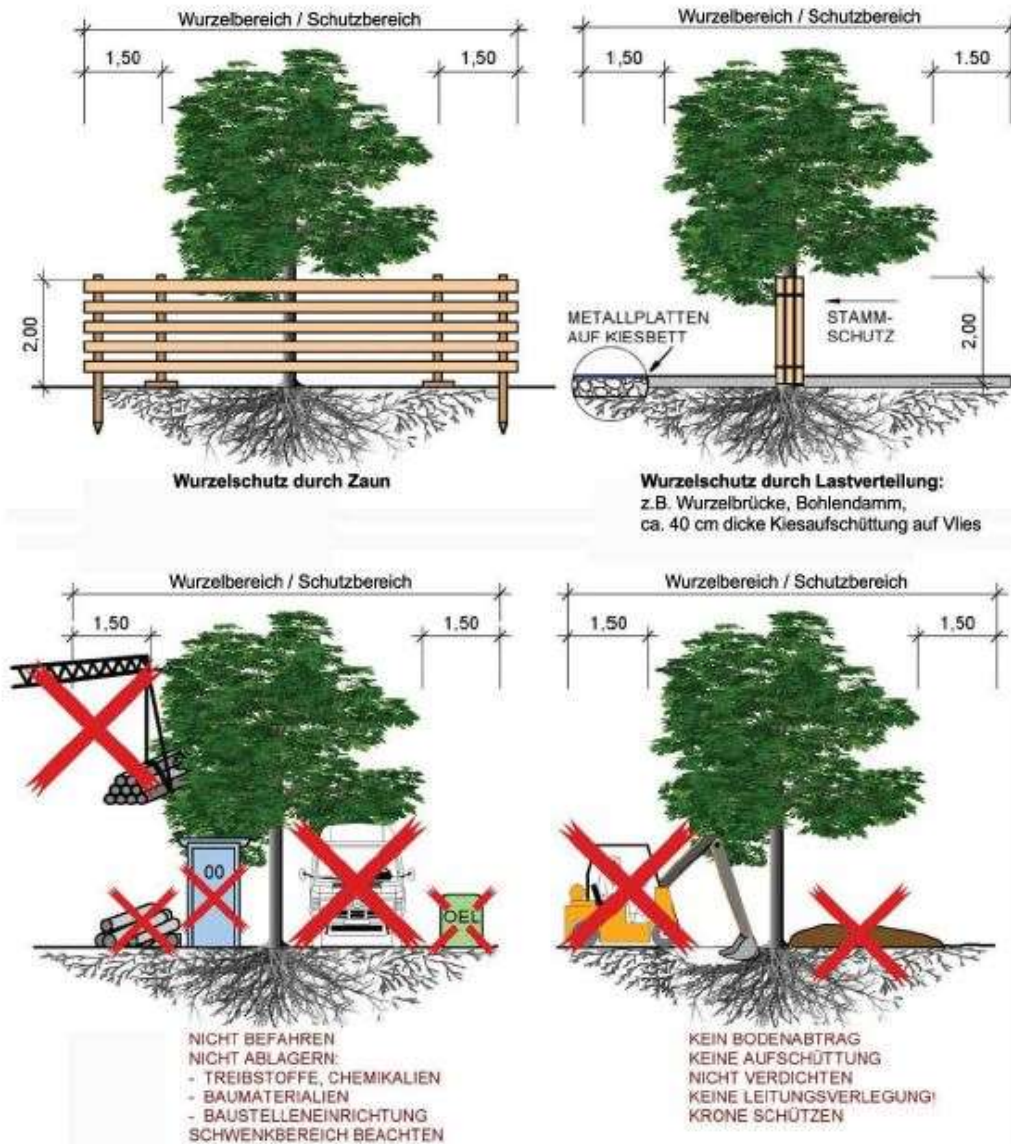 Wurzelbereich / Schutzbereich
1,50
1,50
2,00
Wurzelschutz durch Zaun
Wurzelbereich / Schutzbereich
1,50
1.50
METALLPLATTEN
AUF KIESBETT
STAMM-
SCHUTZ
2,00
Wurzelschutz durch Lastverteilung:
z.B. Wurzelbrücke, Bohlendamm,
ca. 40 cm dicke Kiesaufschüttung auf Vlies
Wurzelbereich / Schutzbereich
1,50
1,50
00
OEL
NICHT BEFAHREN
NICHT ABLAGERN:
- TREIBSTOFFE, CHEMIKALIEN
- BAUMATERIALIEN
- BAUSTELLENEINRICHTUNG
SCHWENKBEREICH BEACHTEN
Wurzelbereich / Schutzbereich
1,50
1,50
KEIN BODENABTRAG
KEINE AUFSCHÜTTUNG
NICHT VERDICHTEN
KEINE LEITUNGSVERLEGUNG!
KRONE SCHÜTZEN